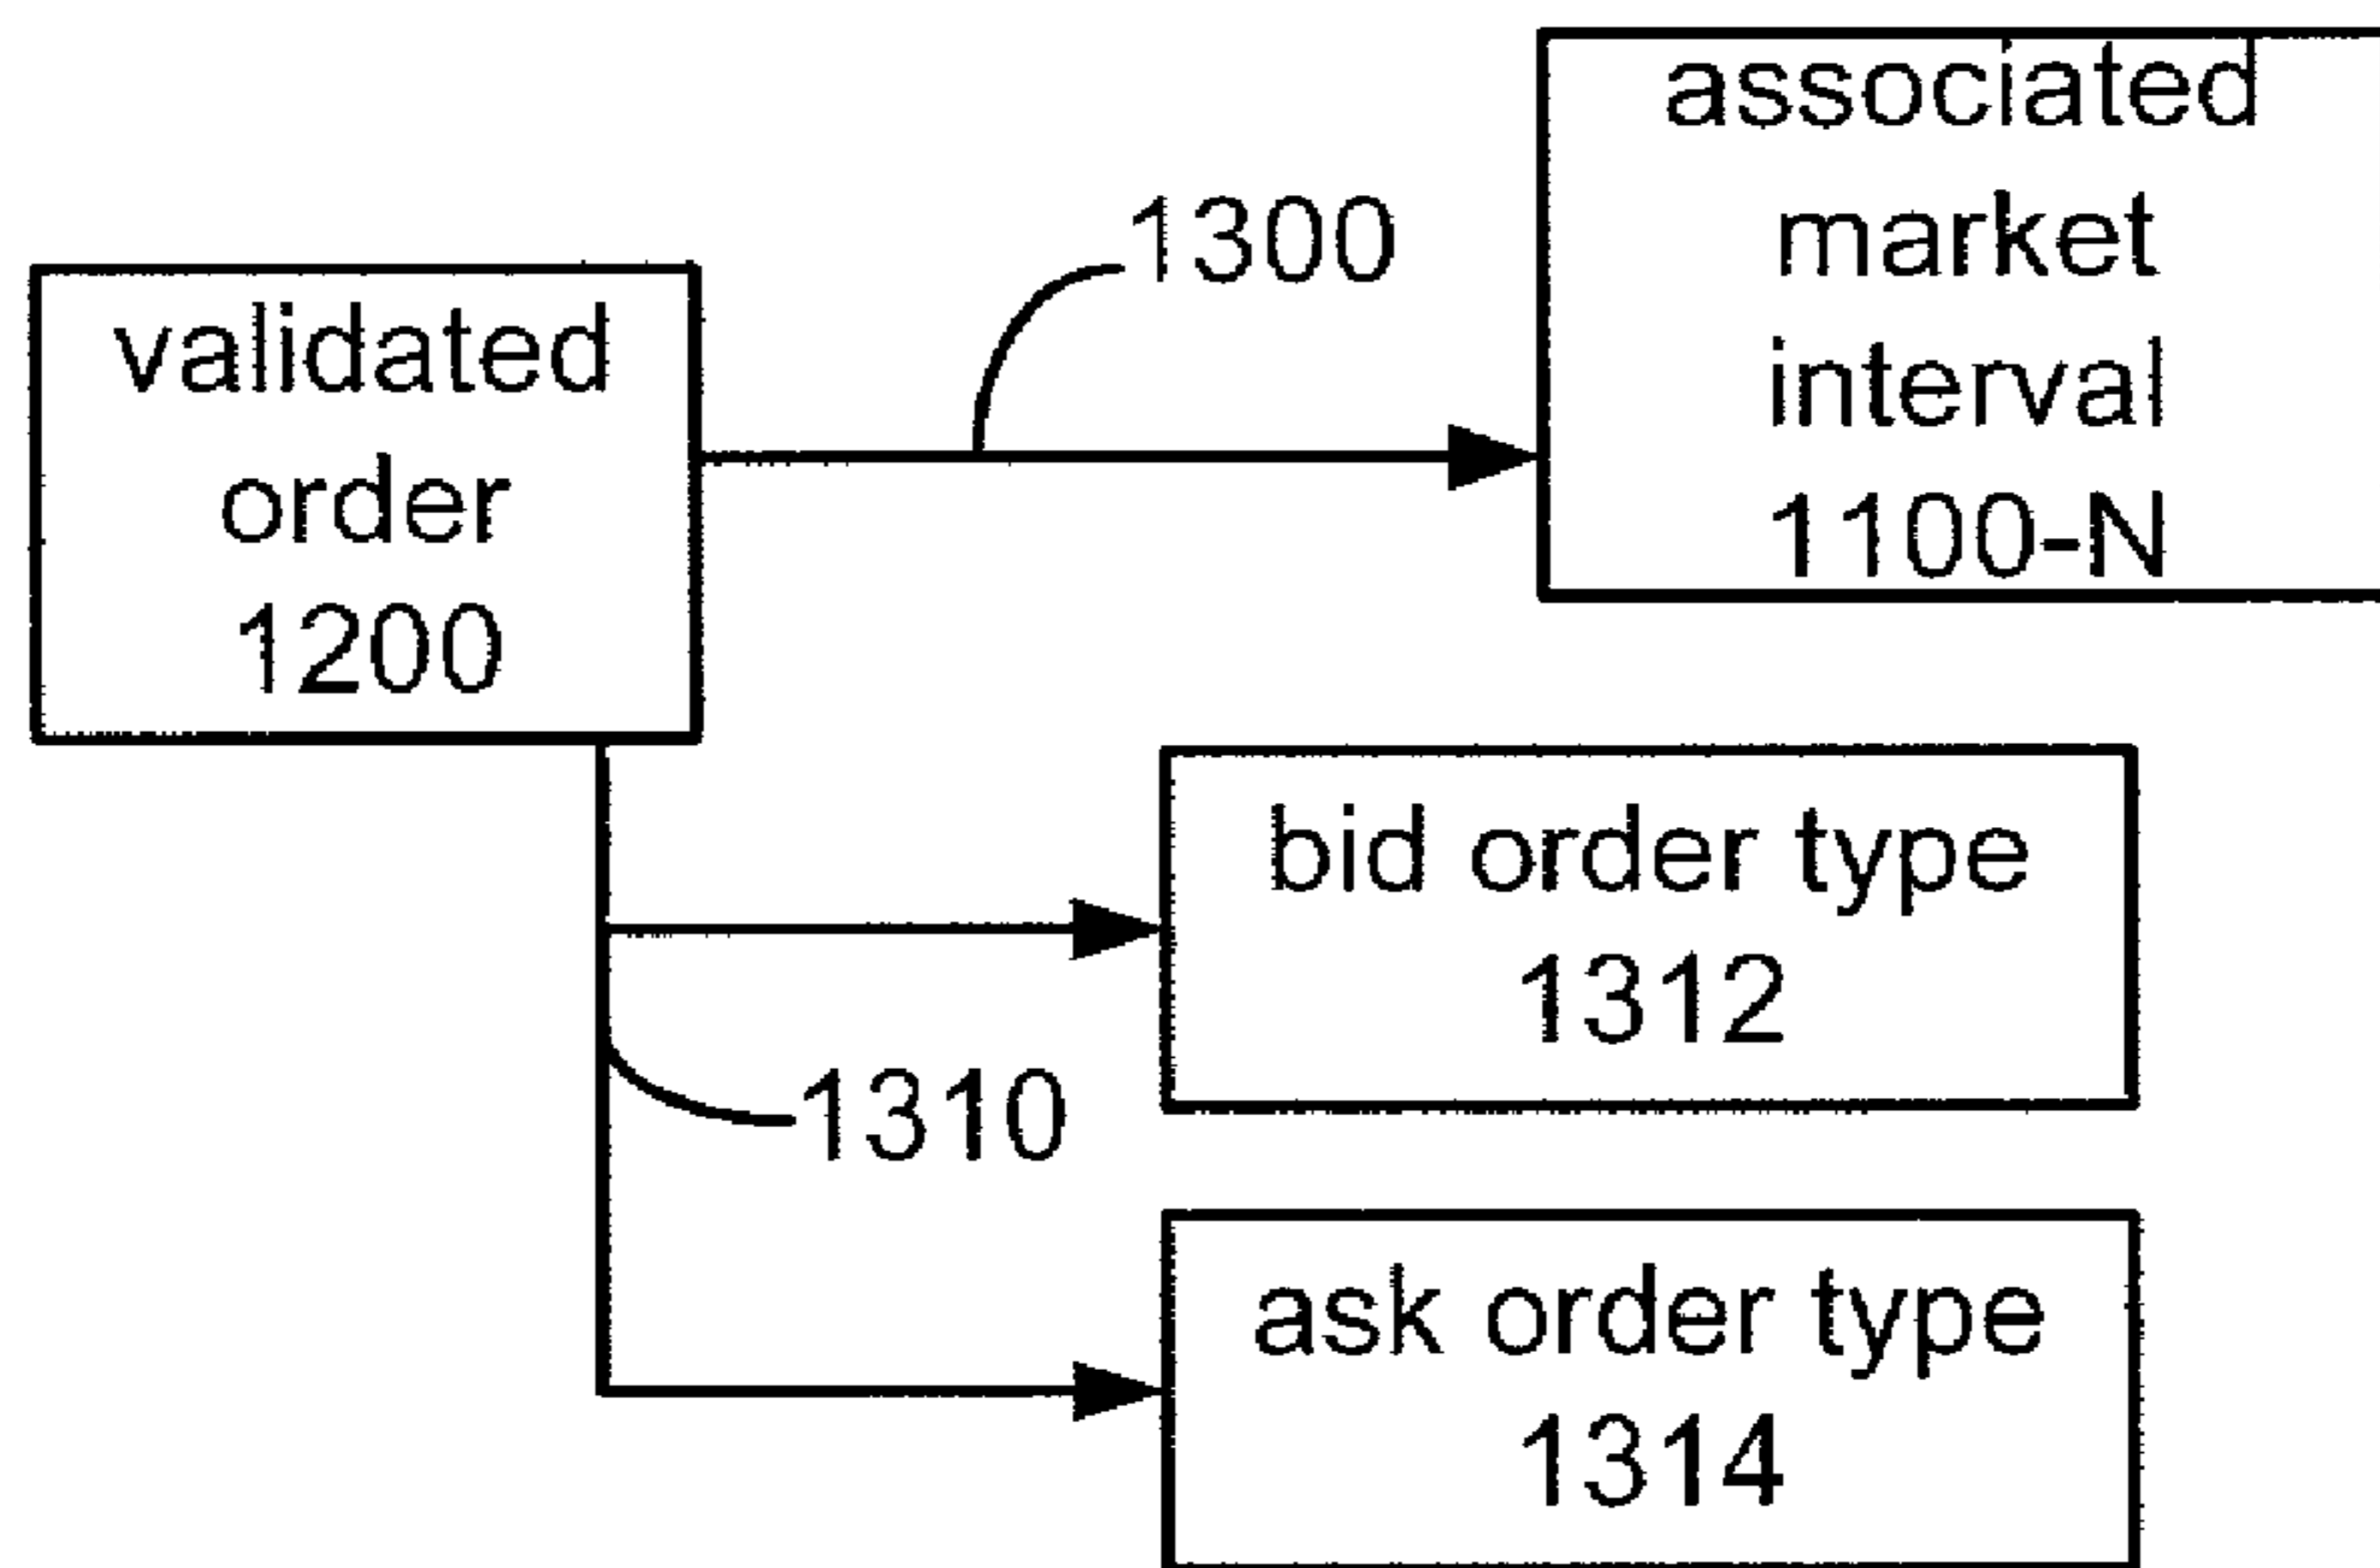 validated
order
1200
1300
associated
market
interval
1100-N
bid order type
1312
1310
ask order type
1314